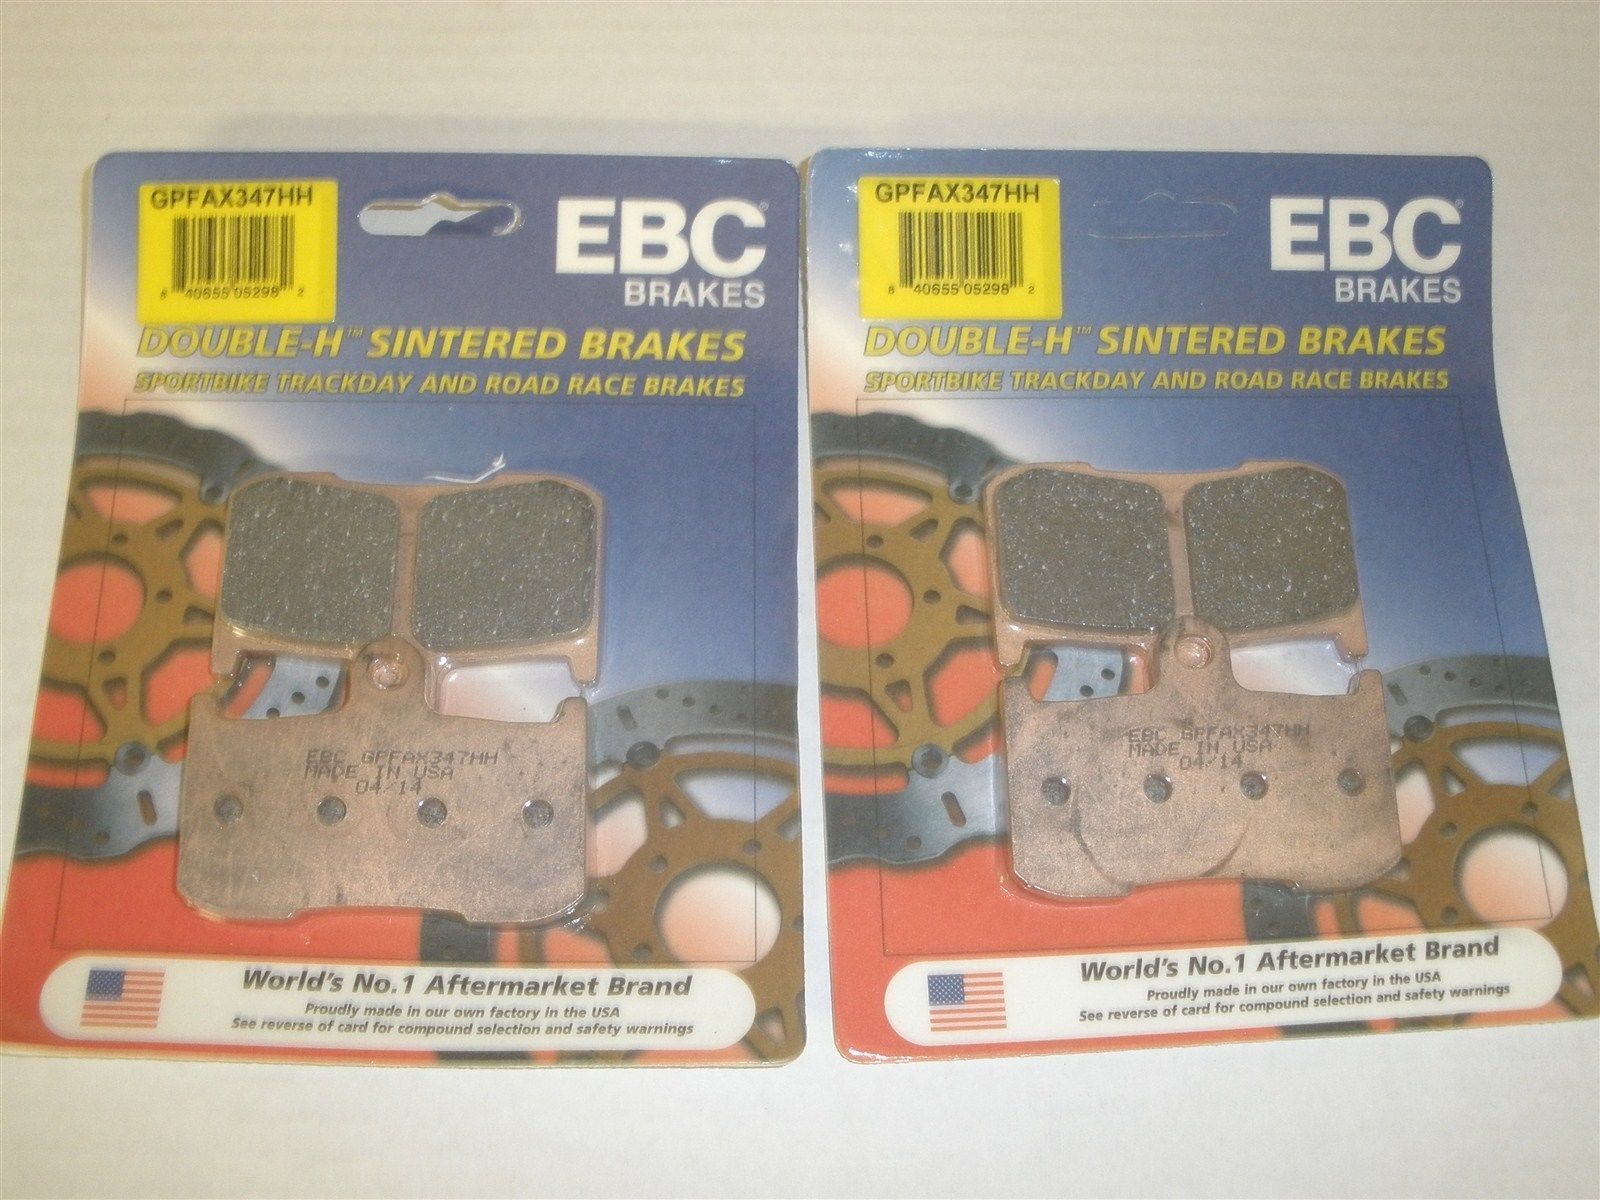 GPFAX347HH
8 40655 05298 2
EBC®
BRAKES
DOUBLE-H™ SINTERED BRAKES
SPORTBIKE TRACKDAY AND ROAD RACE BRAKES
EBC GPFAX347HH
MADE IN USA
04/14
World's No.1 Aftermarket Brand
Proudly made in our own factory in the USA
See reverse of card for compound selection and safety warnings
GPFAX347HH
8 40655 05298 2
EBC®
BRAKES
DOUBLE-H™ SINTERED BRAKES
SPORTBIKE TRACKDAY AND ROAD RACE BRAKES
EBC GPFAX347HH
MADE IN USA
04/14
World's No.1 Aftermarket Brand
Proudly made in our own factory in the USA
See reverse of card for compound selection and safety warnings